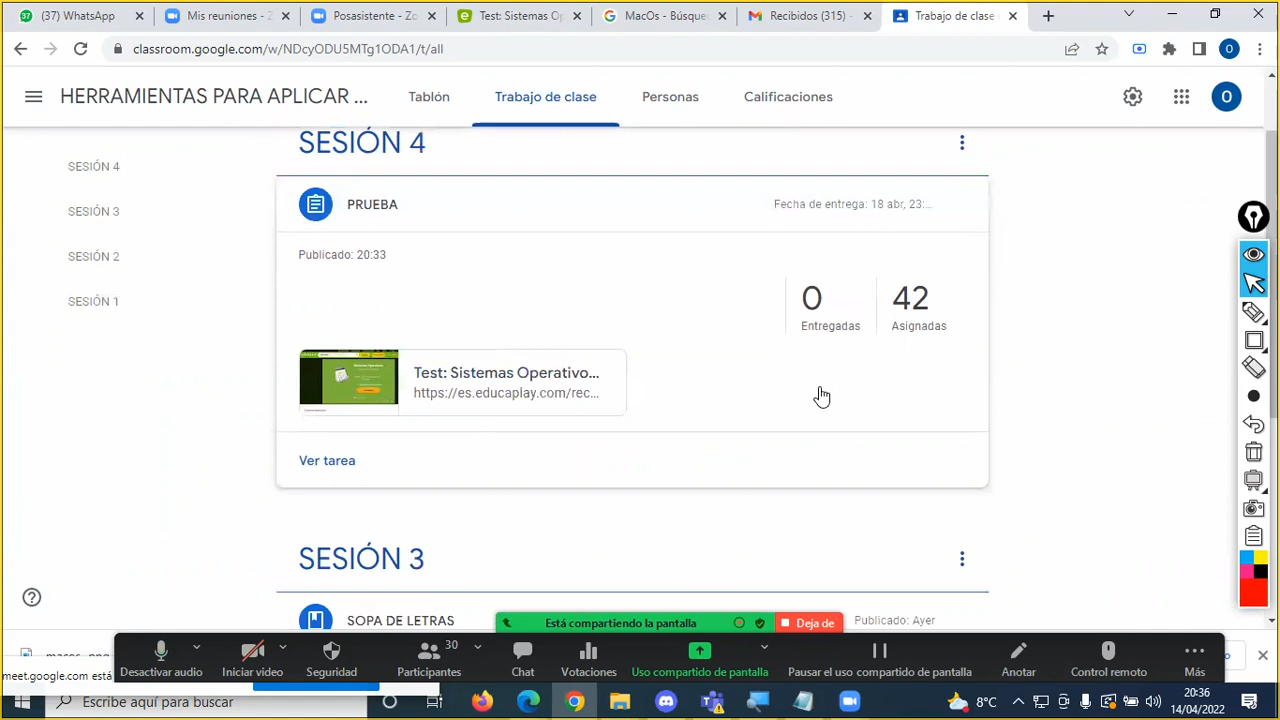 (37) WhatsApp
Mis reuniones - Z
Posasistente - Zo
Test: Sistemas Op
MacOs - Búsque
Recibidos (315) -
Trabajo de clase
classroom.google.com/w/NDcyODU5MTg1ODA1/t/all
O
HERRAMIENTAS PARA APLICAR ...
Tablón
Trabajo de clase
Personas
Calificaciones
O
SESIÓN 4
SESIÓN 3
SESIÓN 2
SESIÓN 1
SESIÓN 4
PRUEBA
Fecha de entrega: 18 abr, 23:...
Publicado: 20:33
0
Entregadas
42
Asignadas
Test: Sistemas Operativo...
https://es.educaplay.com/rec...
Ver tarea
SESIÓN 3
SOPA DE LETRAS
Publicado: Ayer
Está compartiendo la pantalla
Deja de
Desactivar audio
Iniciar video
Seguridad
30
Participantes
Chat
Votaciones
Uso compartido de pantalla
Pausar el uso compartido de pantalla
Anotar
Control remoto
Más
meet.google.com está
Escribe aquí para buscar
8°C
20:36
14/04/2022